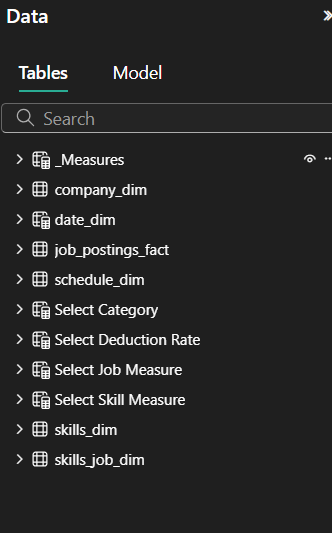 Data
Tables Model
Search
_Measures
company_dim
date_dim
job_postings_fact
schedule_dim
Select Category
Select Deduction Rate
Select Job Measure
Select Skill Measure
skills_dim
skills_job_dim